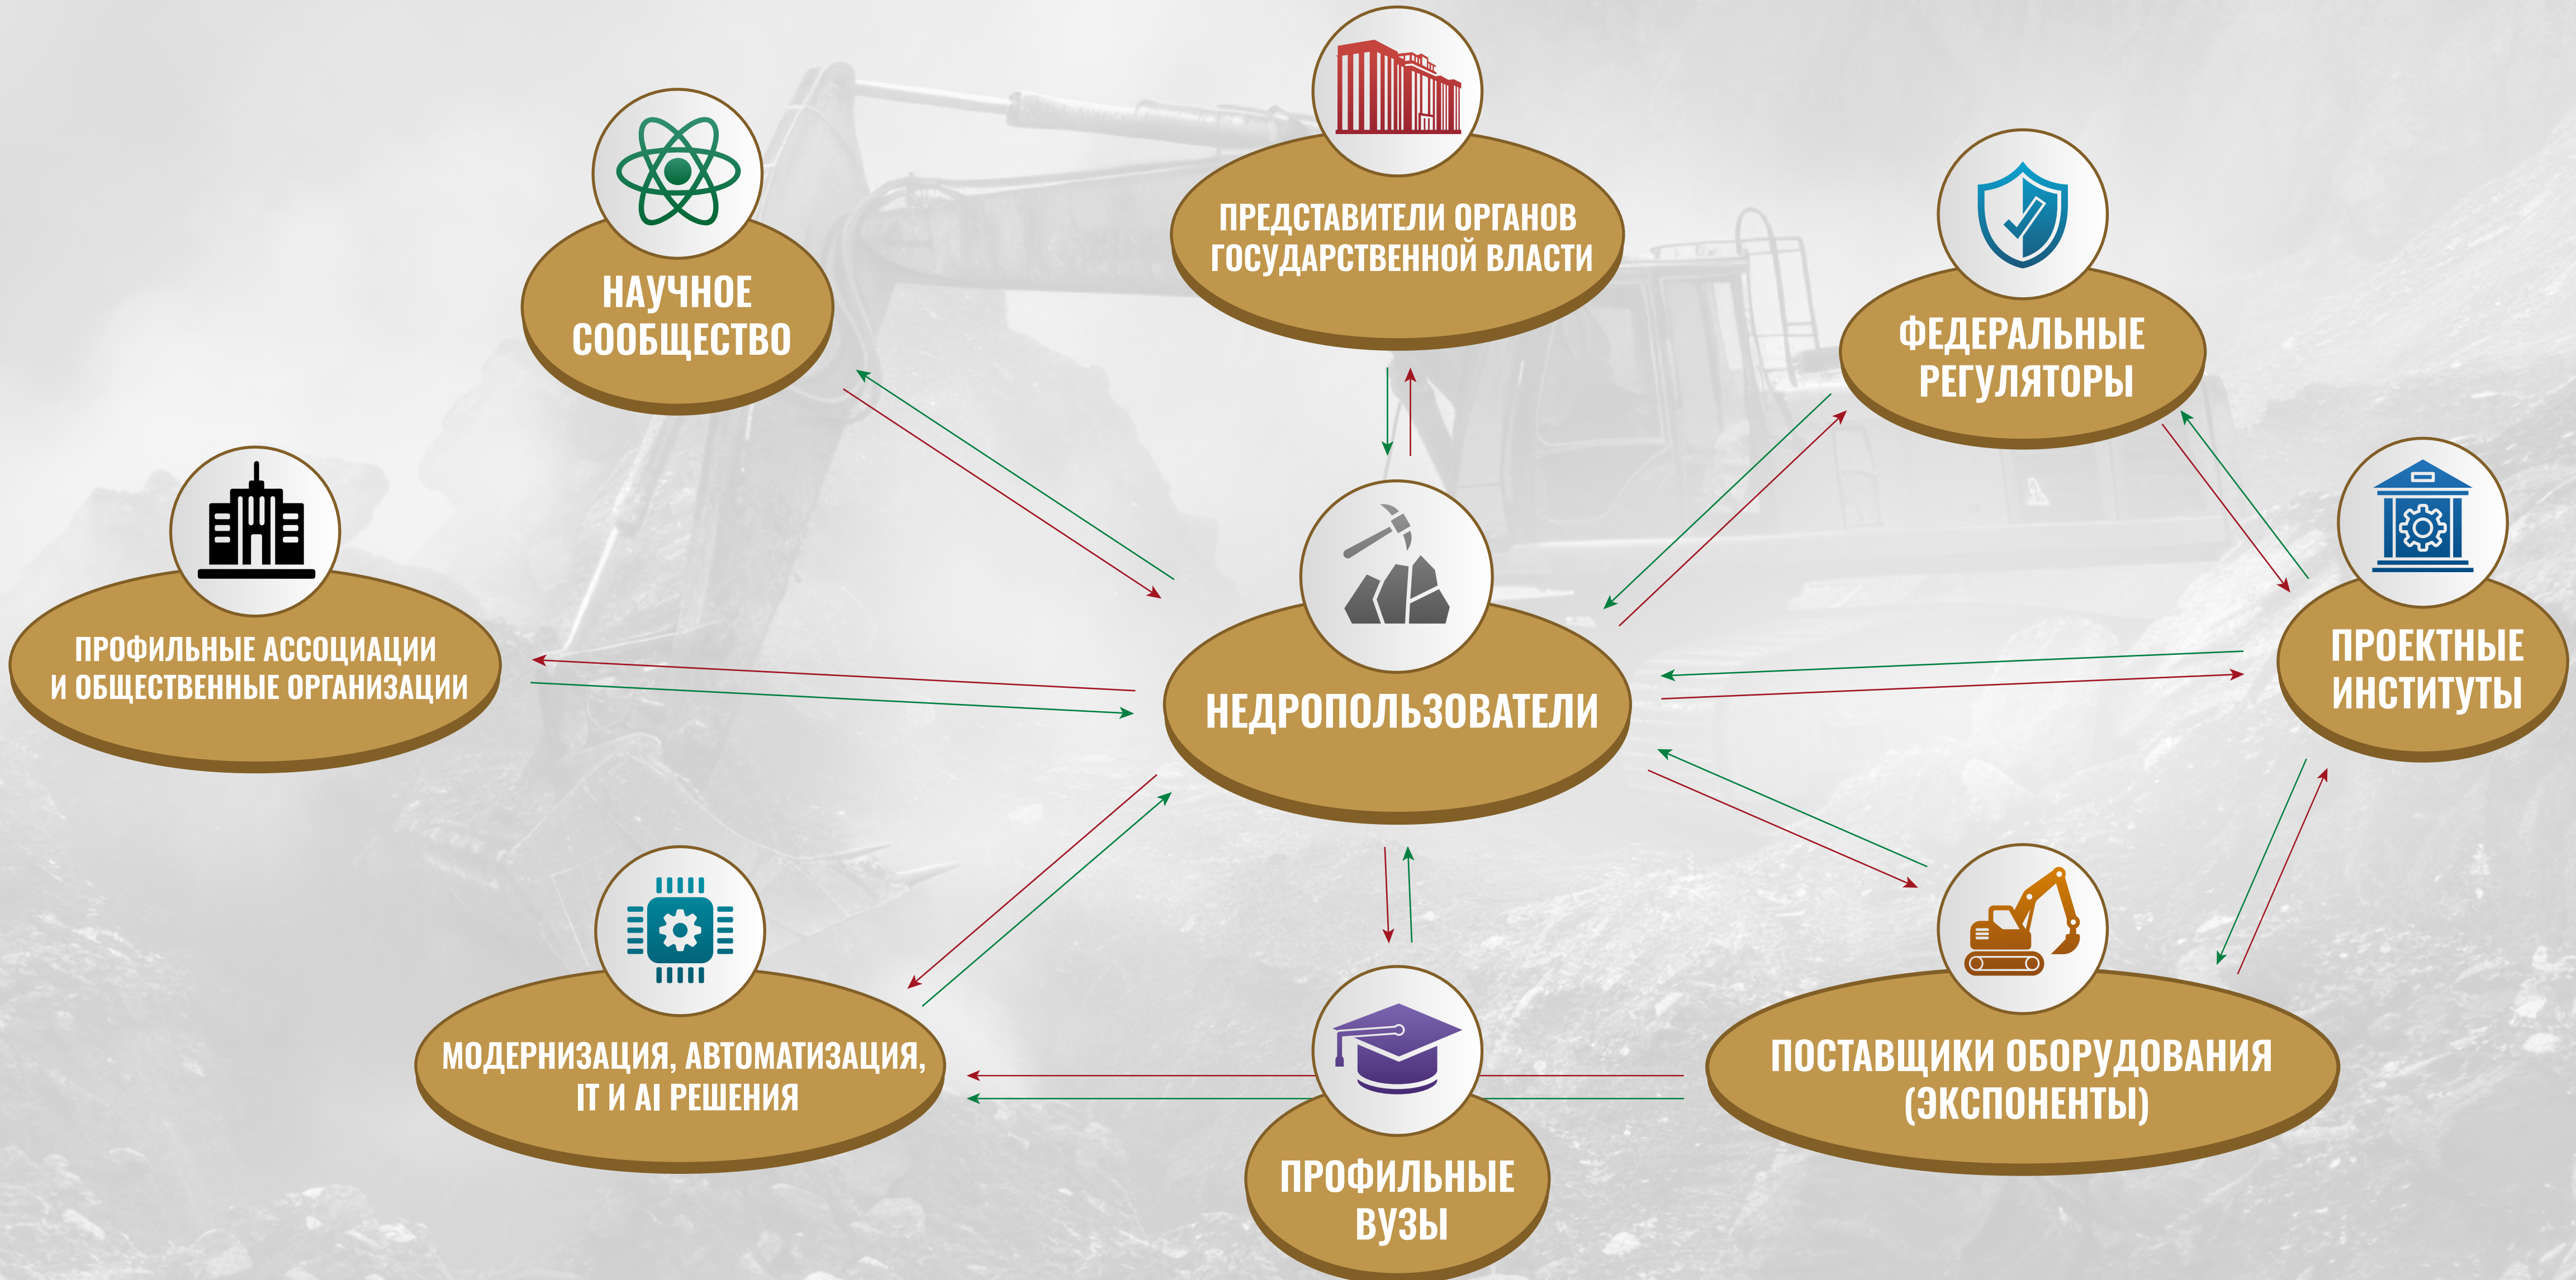 ПРЕДСТАВИТЕЛИ ОРГАНОВ
ГОСУДАРСТВЕННОЙ ВЛАСТИ
НАУЧНОЕ
СООБЩЕСТВО
ФЕДЕРАЛЬНЫЕ
РЕГУЛЯТОРЫ
ПРОФИЛЬНЫЕ АССОЦИАЦИИ
И ОБЩЕСТВЕННЫЕ ОРГАНИЗАЦИИ
НЕДРОПОЛЬЗОВАТЕЛИ
ПРОЕКТНЫЕ
ИНСТИТУТЫ
МОДЕРНИЗАЦИЯ, АВТОМАТИЗАЦИЯ,
IT И AI РЕШЕНИЯ
ПОСТАВЩИКИ ОБОРУДОВАНИЯ
(ЭКСПОНЕНТЫ)
ПРОФИЛЬНЫЕ
ВУЗЫ